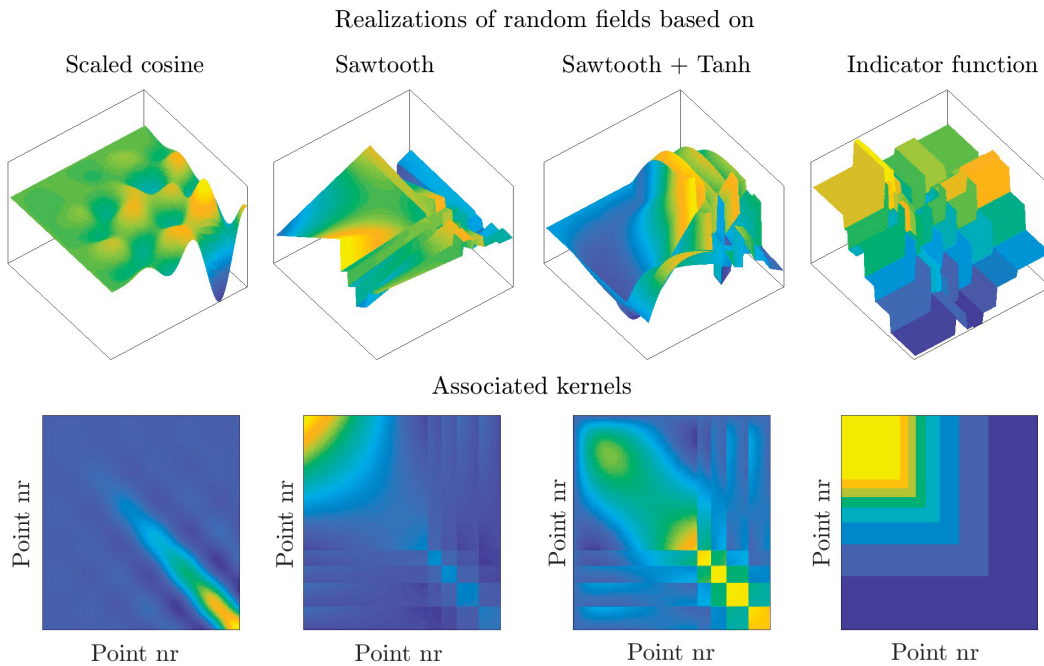 Realizations of random fields based on
Scaled cosine Sawtooth Sawtooth + Tanh Indicator function
Associated kernels
Point nr Point nr Point nr Point nr
Point nr Point nr Point nr Point nr